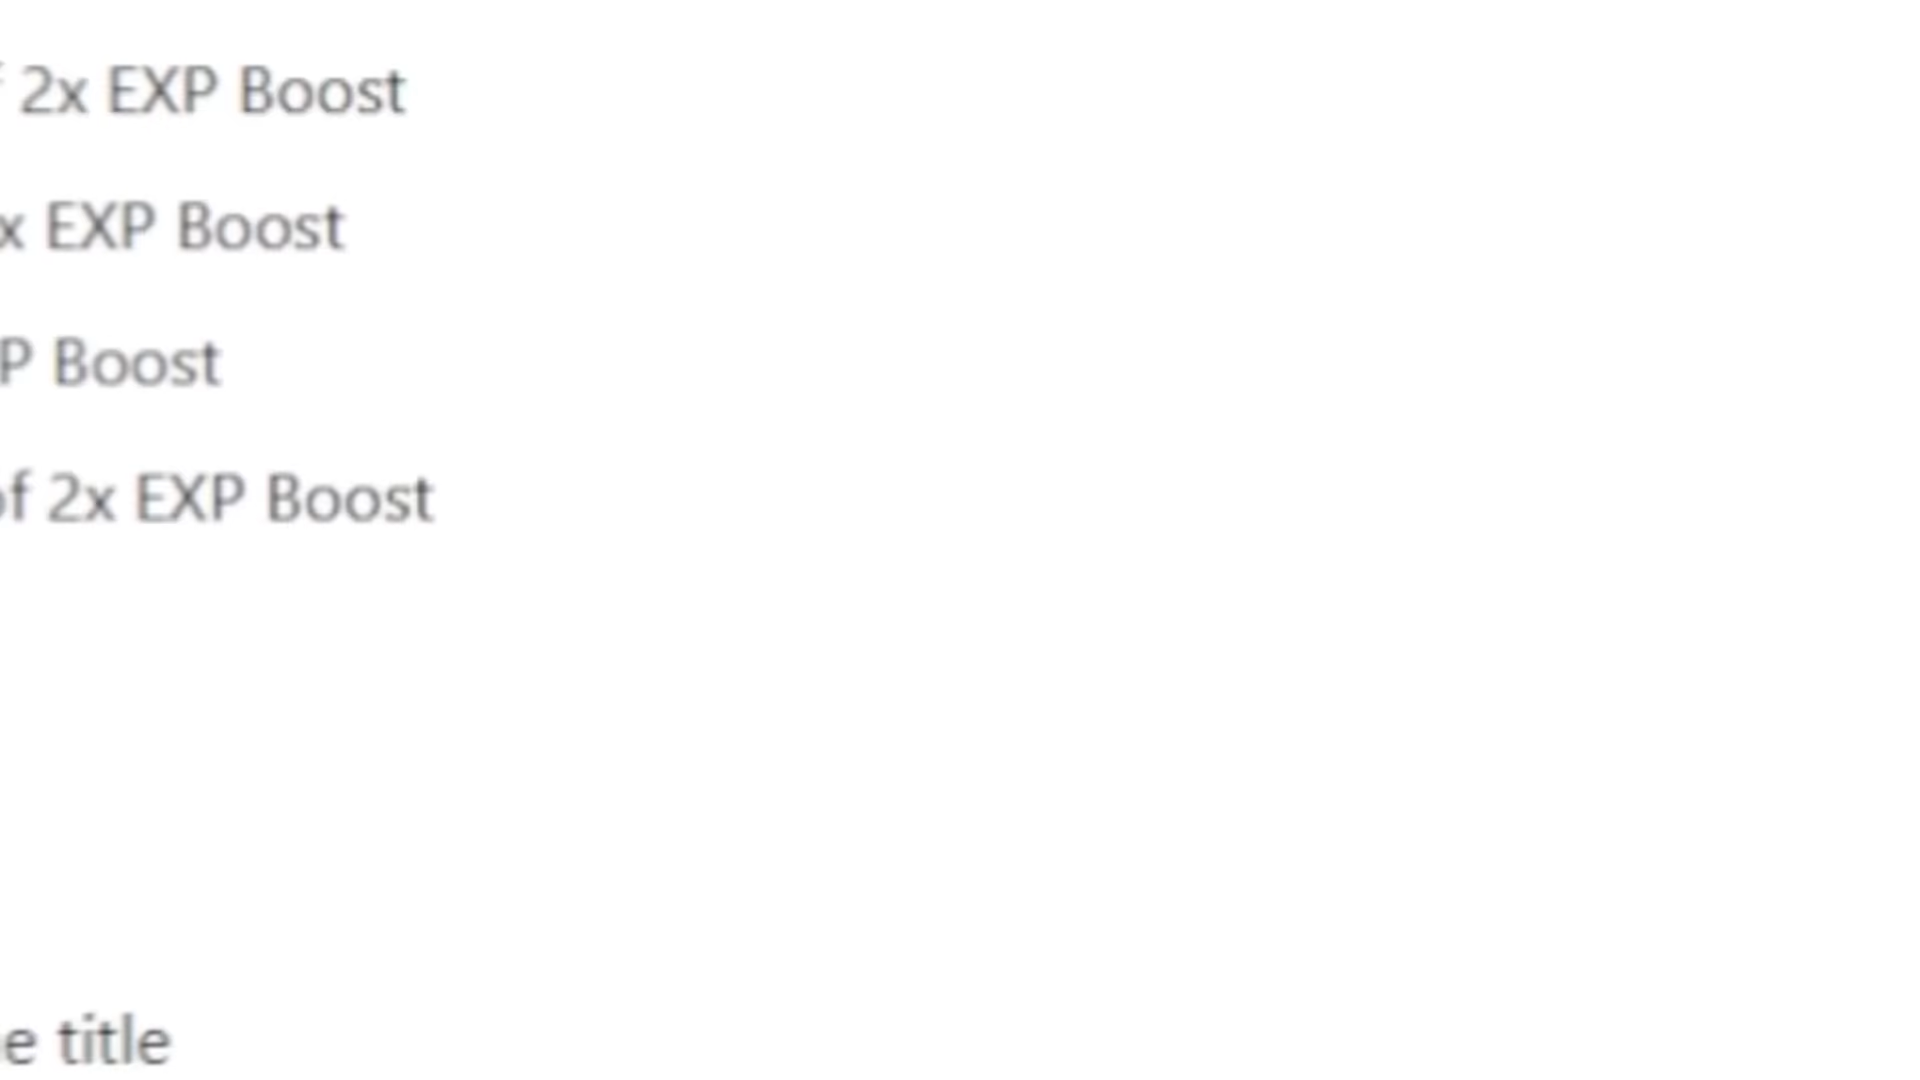 2x EXP Boost
x EXP Boost
P Boost
of 2x EXP Boost
e title